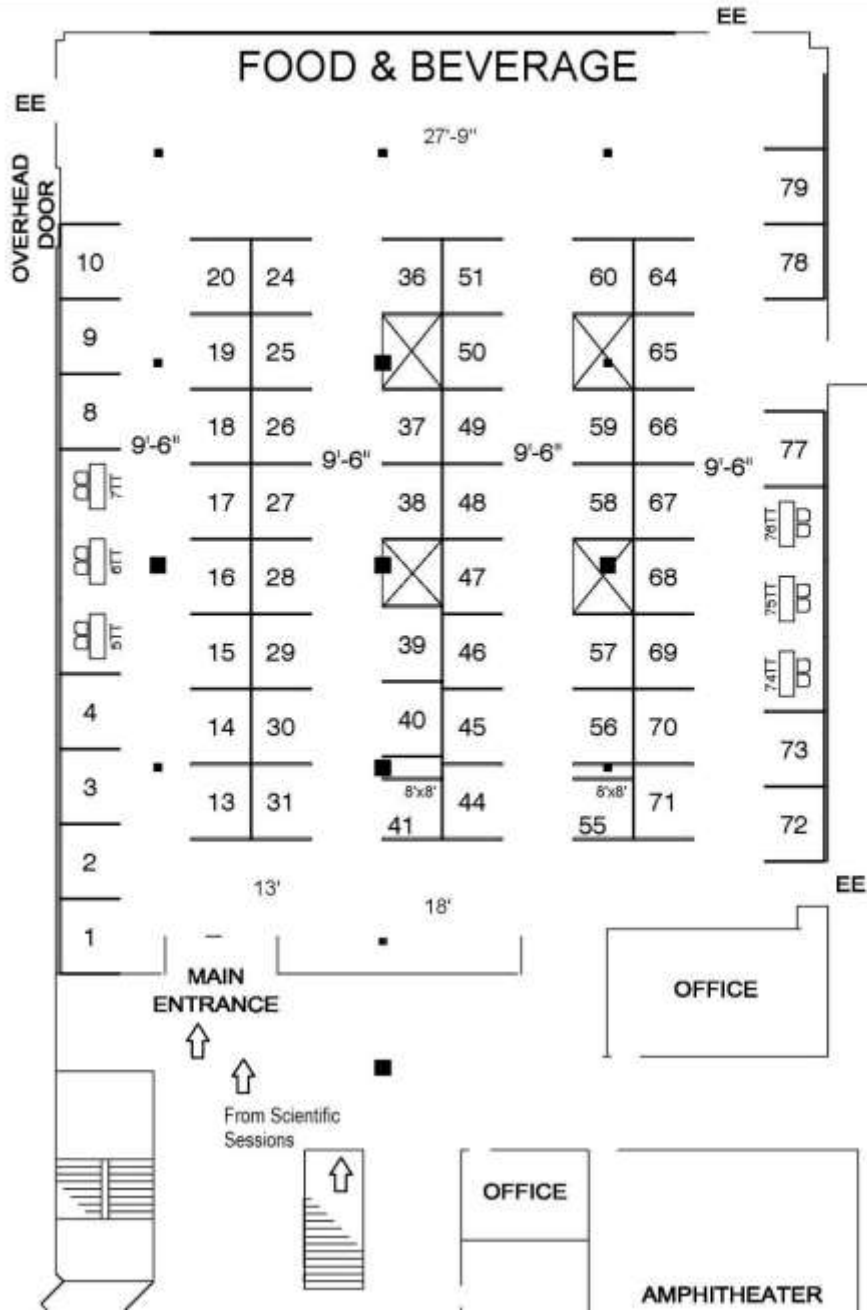 EE
FOOD & BEVERAGE
EE
27'-9"
OVERHEAD
DOOR
79
10
20 24 36 51 60 64 78
9
19 25 50 65
8
18 26 37 49 59 66
9'-6" 9'-6" 9'-6" 9'-6"
77
7TT
17 27 38 48 58 67
76TT
6TT
16 28 47 68
75TT
5TT
15 29 39 46 57 69
74TT
4
14 30 40 45 56 70
73
3
8'x8' 8'x8'
13 31 41 44 55 71
72
2
13'
18'
EE
1
MAIN
ENTRANCE
OFFICE
From Scientific
Sessions
OFFICE
AMPHITHEATER